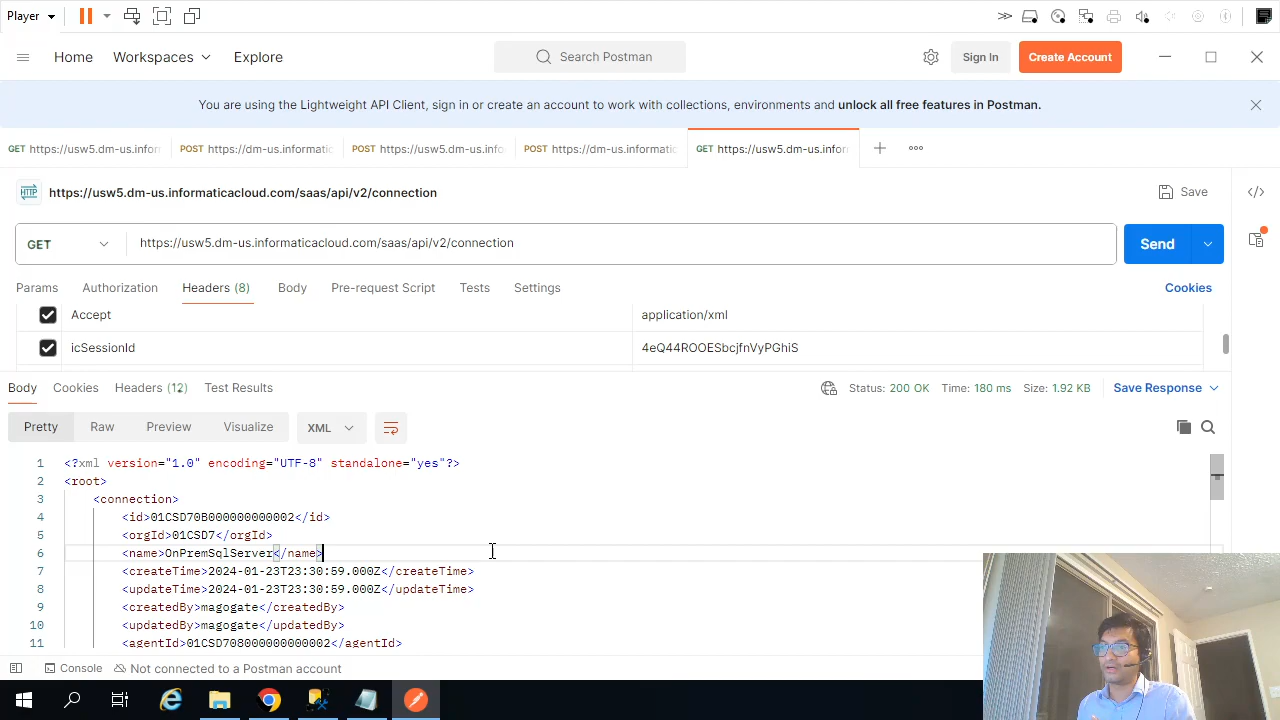 Player
Home Workspaces Explore Search Postman Sign In Create Account
You are using the Lightweight API Client, sign in or create an account to work with collections, environments and unlock all free features in Postman.
GET https://usw5.dm-us.infor POST https://dm-us.informatic POST https://usw5.dm-us.infor POST https://dm-us.informatic GET https://usw5.dm-us.infor
HTTP https://usw5.dm-us.informaticacloud.com/saas/api/v2/connection Save
GET https://usw5.dm-us.informaticacloud.com/saas/api/v2/connection Send
Params Authorization Headers (8) Body Pre-request Script Tests Settings Cookies
Accept application/xml
icSessionId 4eQ44ROOESbcjfnVyPGhiS
Body Cookies Headers (12) Test Results Status: 200 OK Time: 180 ms Size: 1.92 KB Save Response
Pretty Raw Preview Visualize XML
1 <?xml version="1.0" encoding="UTF-8" standalone="yes"?>
2 <root>
3 <connection>
4 <id>01CSD70B000000000002</id>
5 <orgId>01CSD7</orgId>
6 <name>OnPremSqlServer</name>
7 <createTime>2024-01-23T23:30:59.000Z</createTime>
8 <updateTime>2024-01-23T23:30:59.000Z</updateTime>
9 <createdBy>magogate</createdBy>
10 <updatedBy>magogate</updatedBy>
11 <agentId>01CSD708000000000002</agentId>
Console Not connected to a Postman account